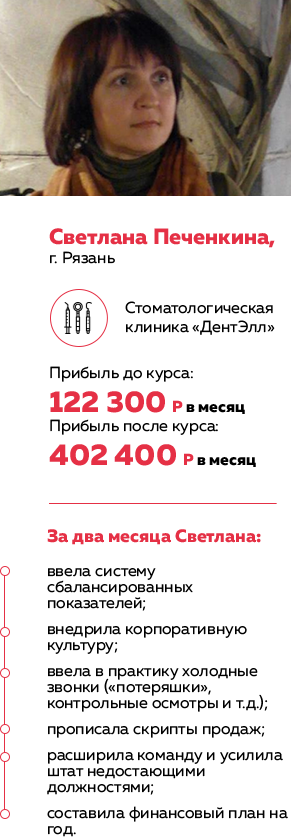 Светлана Печенкина,
г. Рязань
Стоматологическая
клиника «ДентЭлл»
Прибыль до курса:
122 300 Р в месяц
Прибыль после курса:
402 400 Р в месяц
За два месяца Светлана:
ввела систему
сбалансированных
показателей;
внедрила корпоративную
культуру;
ввела в практику холодные
звонки («потеряшки»,
контрольные осмотры и т.д.);
прописала скрипты продаж;
расширила команду и усилила
штат недостающими
должностями;
составила финансовый план на
год.